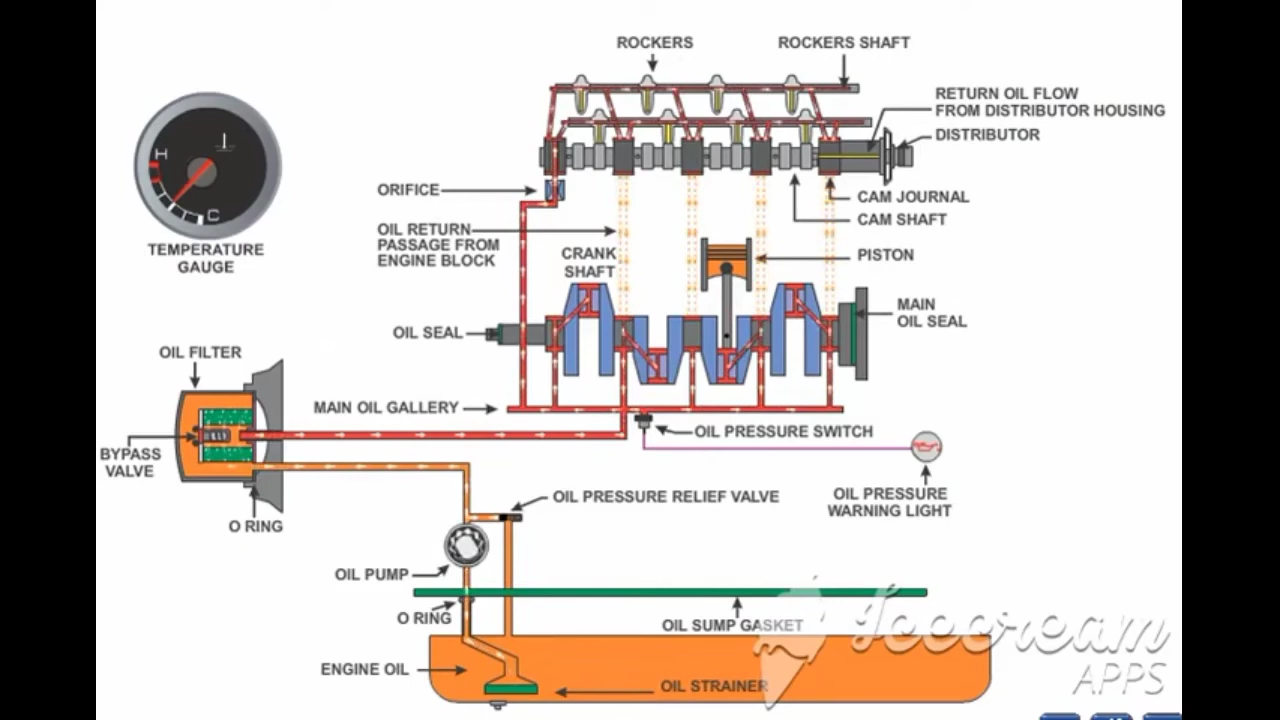 ROCKERS
ROCKERS SHAFT
RETURN OIL FLOW
FROM DISTRIBUTOR HOUSING
DISTRIBUTOR
H
C
TEMPERATURE
GAUGE
ORIFICE
CAM JOURNAL
CAM SHAFT
OIL RETURN
PASSAGE FROM
ENGINE BLOCK
CRANK
SHAFT
PISTON
OIL SEAL
MAIN
OIL SEAL
OIL FILTER
MAIN OIL GALLERY
OIL PRESSURE SWITCH
BYPASS
VALVE
O RING
OIL PRESSURE RELIEF VALVE
OIL PRESSURE
WARNING LIGHT
OIL PUMP
O RING
OIL SUMP GASKET
ENGINE OIL
OIL STRAINER
Icecream
APPS